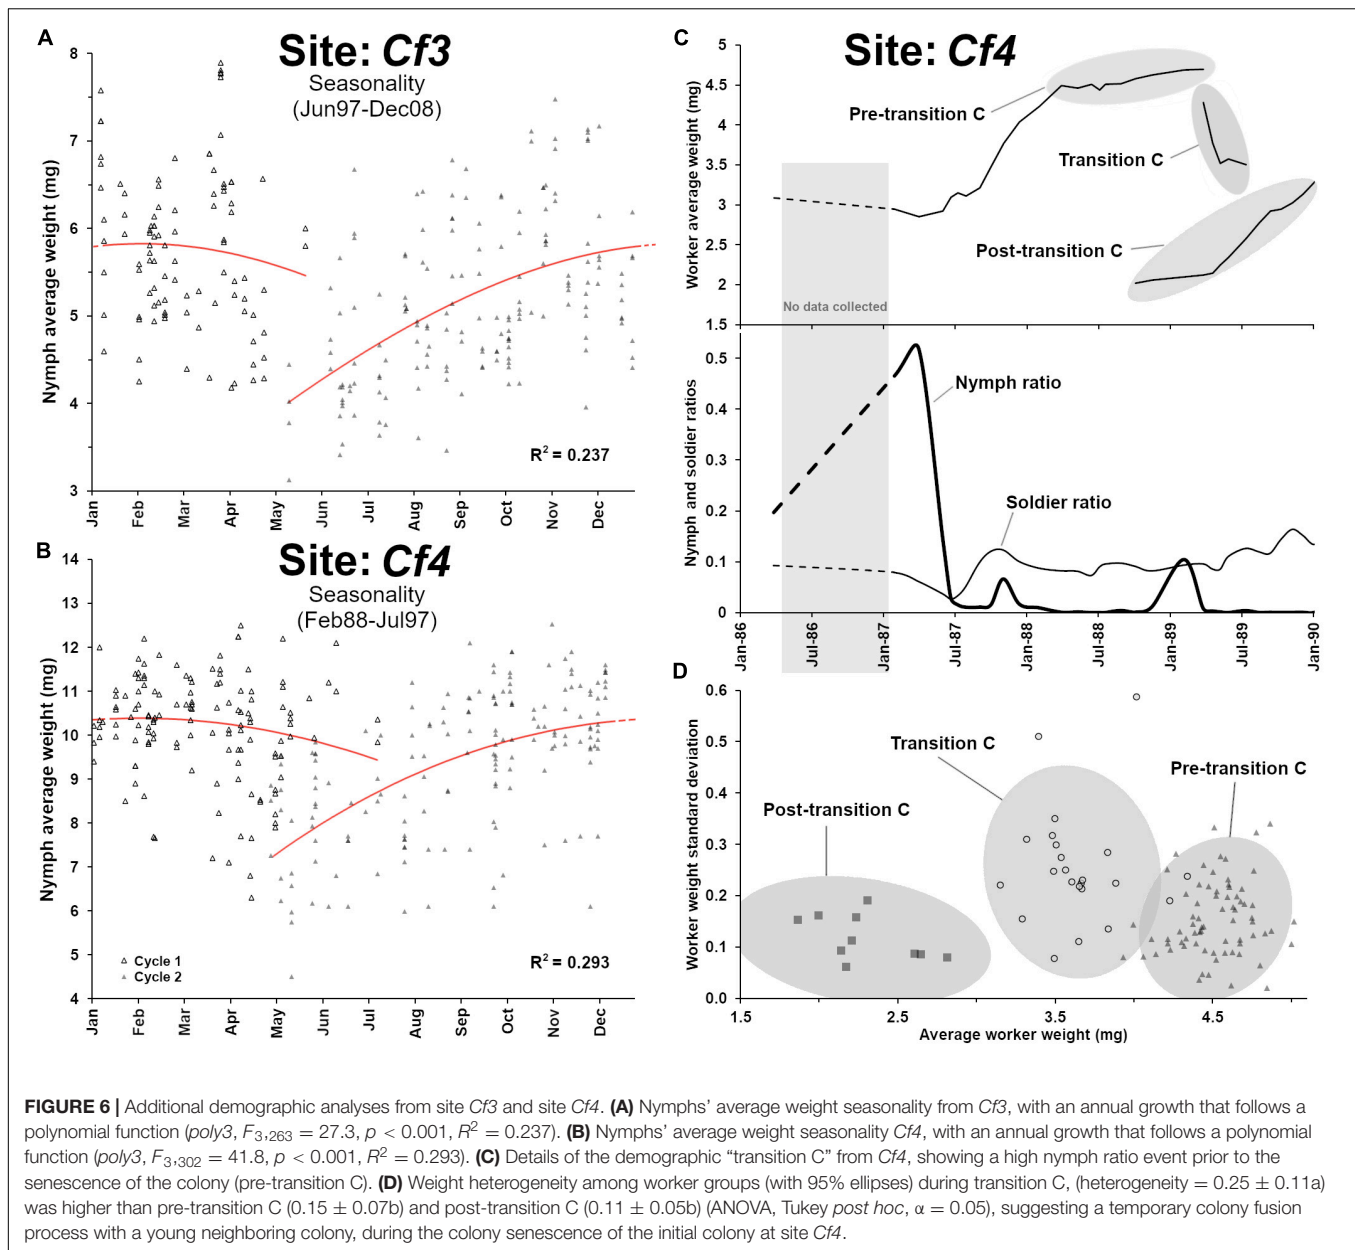 A
Site: Cf3
Seasonality
(Jun97-Dec08)
Nymph average weight (mg)
8
7
6
5
4
3
R² = 0.237
Jan
Feb
Mar
Apr
May
Jun
Jul
Aug
Sep
Oct
Nov
Dec
B
Site: Cf4
Seasonality
(Feb88-Jul97)
Nymph average weight (mg)
14
13
12
11
10
9
8
7
6
5
4
Cycle 1
Cycle 2
R² = 0.293
Jan
Feb
Mar
Apr
May
Jun
Jul
Aug
Sep
Oct
Nov
Dec
C
Site: Cf4
Worker average weight (mg)
5
4.5
4
3.5
3
2.5
2
1.5
Pre-transition C
Transition C
Post-transition C
No data collected
Nymph and soldier ratios
0.5
0.4
0.3
0.2
0.1
0
Nymph ratio
Soldier ratio
Jan-86
Jul-86
Jan-87
Jul-87
Jan-88
Jul-88
Jan-89
Jul-89
Jan-90
D
Worker weight standard deviation
0.6
0.5
0.4
0.3
0.2
0.1
0.0
Transition C
Pre-transition C
Post-transition C
1.5
2.5
3.5
4.5
Average worker weight (mg)
FIGURE 6 | Additional demographic analyses from site Cf3 and site Cf4. (A) Nymphs' average weight seasonality from Cf3, with an annual growth that follows a
polynomial function (poly3, F3,263 = 27.3, p < 0.001, R² = 0.237). (B) Nymphs' average weight seasonality Cf4, with an annual growth that follows a polynomial
function (poly3, F3,302 = 41.8, p < 0.001, R² = 0.293). (C) Details of the demographic "transition C" from Cf4, showing a high nymph ratio event prior to the
senescence of the colony (pre-transition C). (D) Weight heterogeneity among worker groups (with 95% ellipses) during transition C, (heterogeneity = 0.25 ± 0.11a)
was higher than pre-transition C (0.15 ± 0.07b) and post-transition C (0.11 ± 0.05b) (ANOVA, Tukey post hoc, α = 0.05), suggesting a temporary colony fusion
process with a young neighboring colony, during the colony senescence of the initial colony at site Cf4.